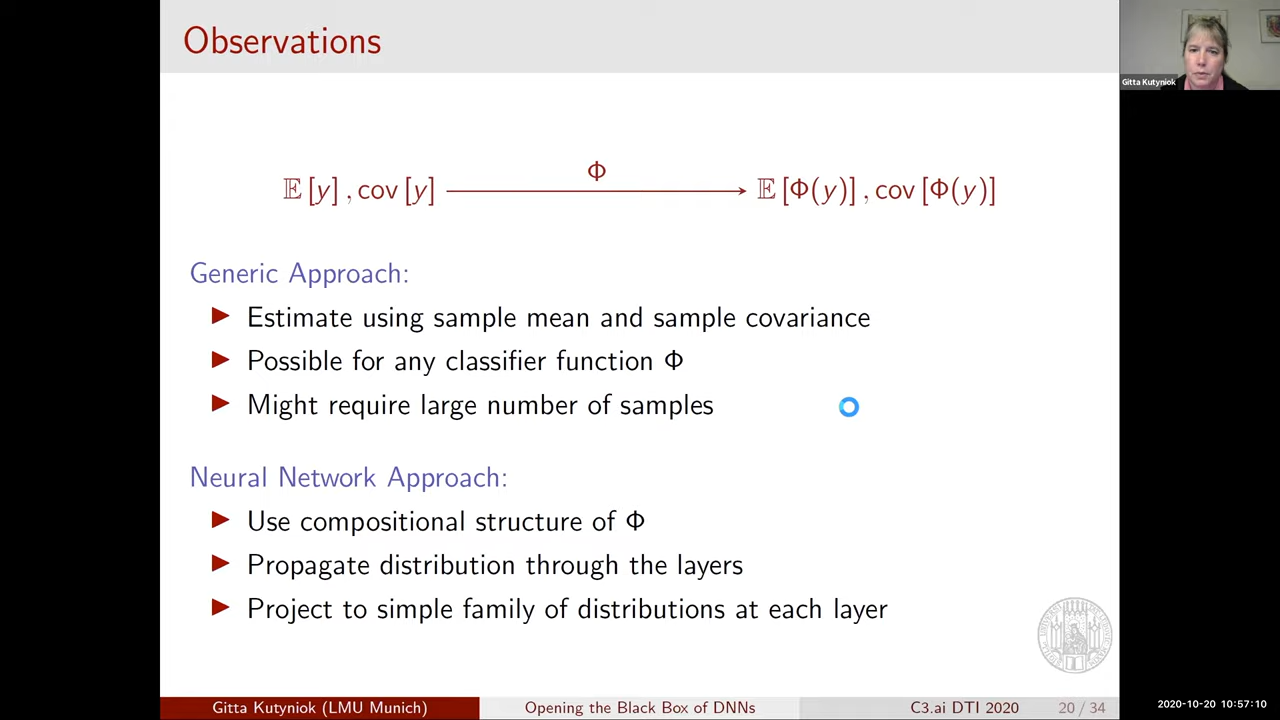 Observations
Gitta Kutyniok
Φ
𝔼[y], cov[y] ⟶ 𝔼[Φ(y)], cov[Φ(y)]
Generic Approach:
▶ Estimate using sample mean and sample covariance
▶ Possible for any classifier function Φ
▶ Might require large number of samples
Neural Network Approach:
▶ Use compositional structure of Φ
▶ Propagate distribution through the layers
▶ Project to simple family of distributions at each layer
Gitta Kutyniok (LMU Munich) Opening the Black Box of DNNs C3.ai DTI 2020 20 / 34
2020-10-20 10:57:10